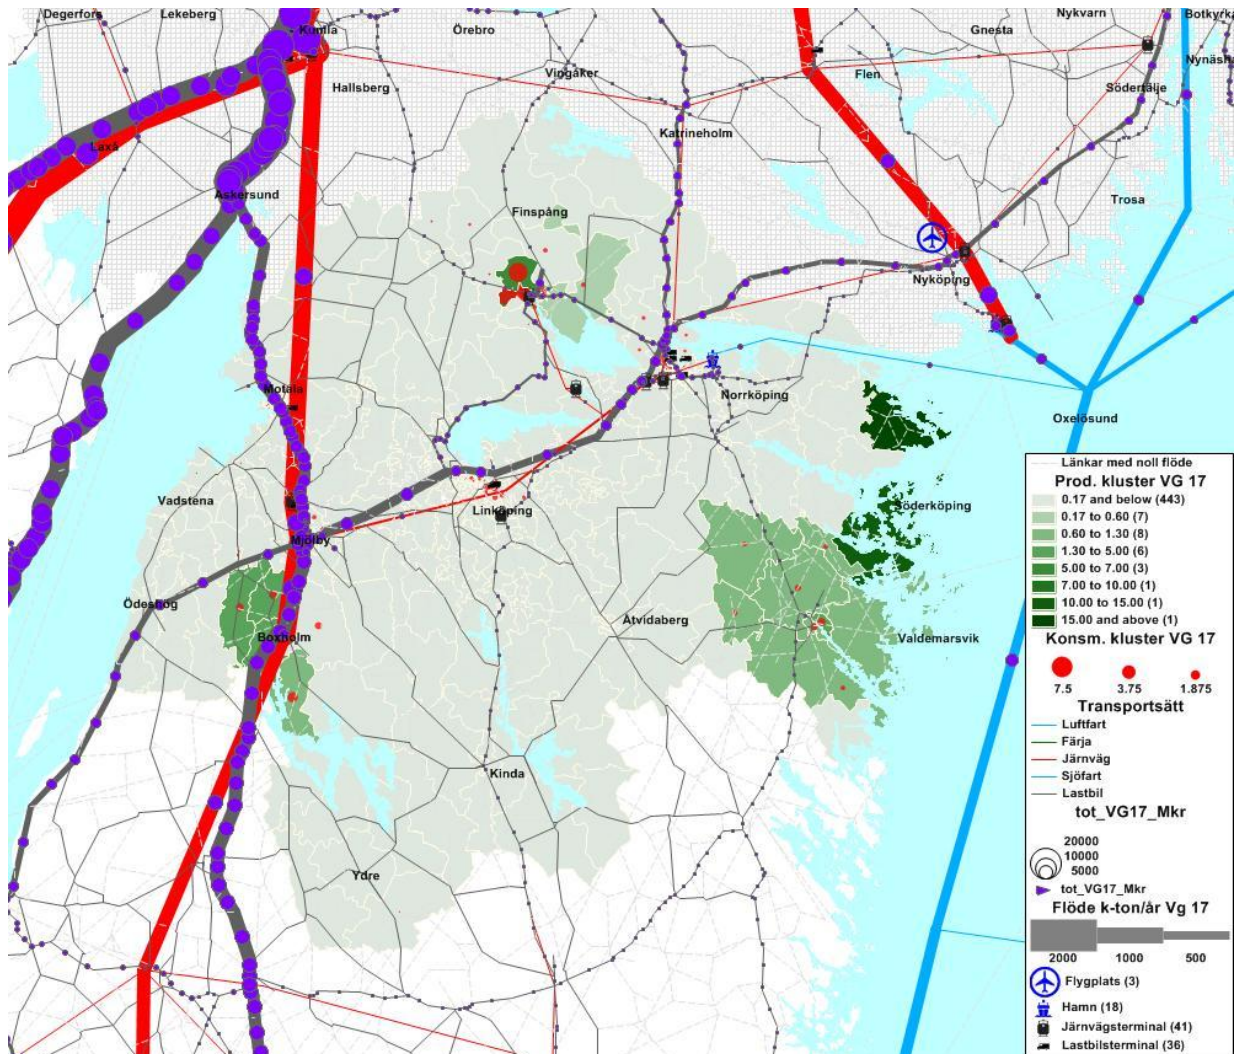 Degerfors
Lekeberg
Kumla
Örebro
Nykvarn
Botkyrka
Gnesta
Nynäsha
Hallsberg
Vingåker
Flen
Södertälje
Laxå
Katrineholm
Askersund
Finspång
Trosa
Nyköping
Motala
Norrköping
Oxelösund
Vadstena
Linköping
Söderköping
Mjölby
Ödeshög
Boxholm
Åtvidaberg
Valdemarsvik
Kinda
Ydre
Länkar med noll flöde
Prod. kluster VG 17
0.17 and below (443)
0.17 to 0.60 (7)
0.60 to 1.30 (8)
1.30 to 5.00 (6)
5.00 to 7.00 (3)
7.00 to 10.00 (1)
10.00 to 15.00 (1)
15.00 and above (1)
Konsm. kluster VG 17
7.5 3.75 1.875
Transportsätt
Luftfart
Färja
Järnväg
Sjöfart
Lastbil
tot_VG17_Mkr
20000
10000
5000
tot_VG17_Mkr
Flöde k-ton/år Vg 17
2000 1000 500
Flygplats (3)
Hamn (18)
Järnvägsterminal (41)
Lastbilsterminal (36)